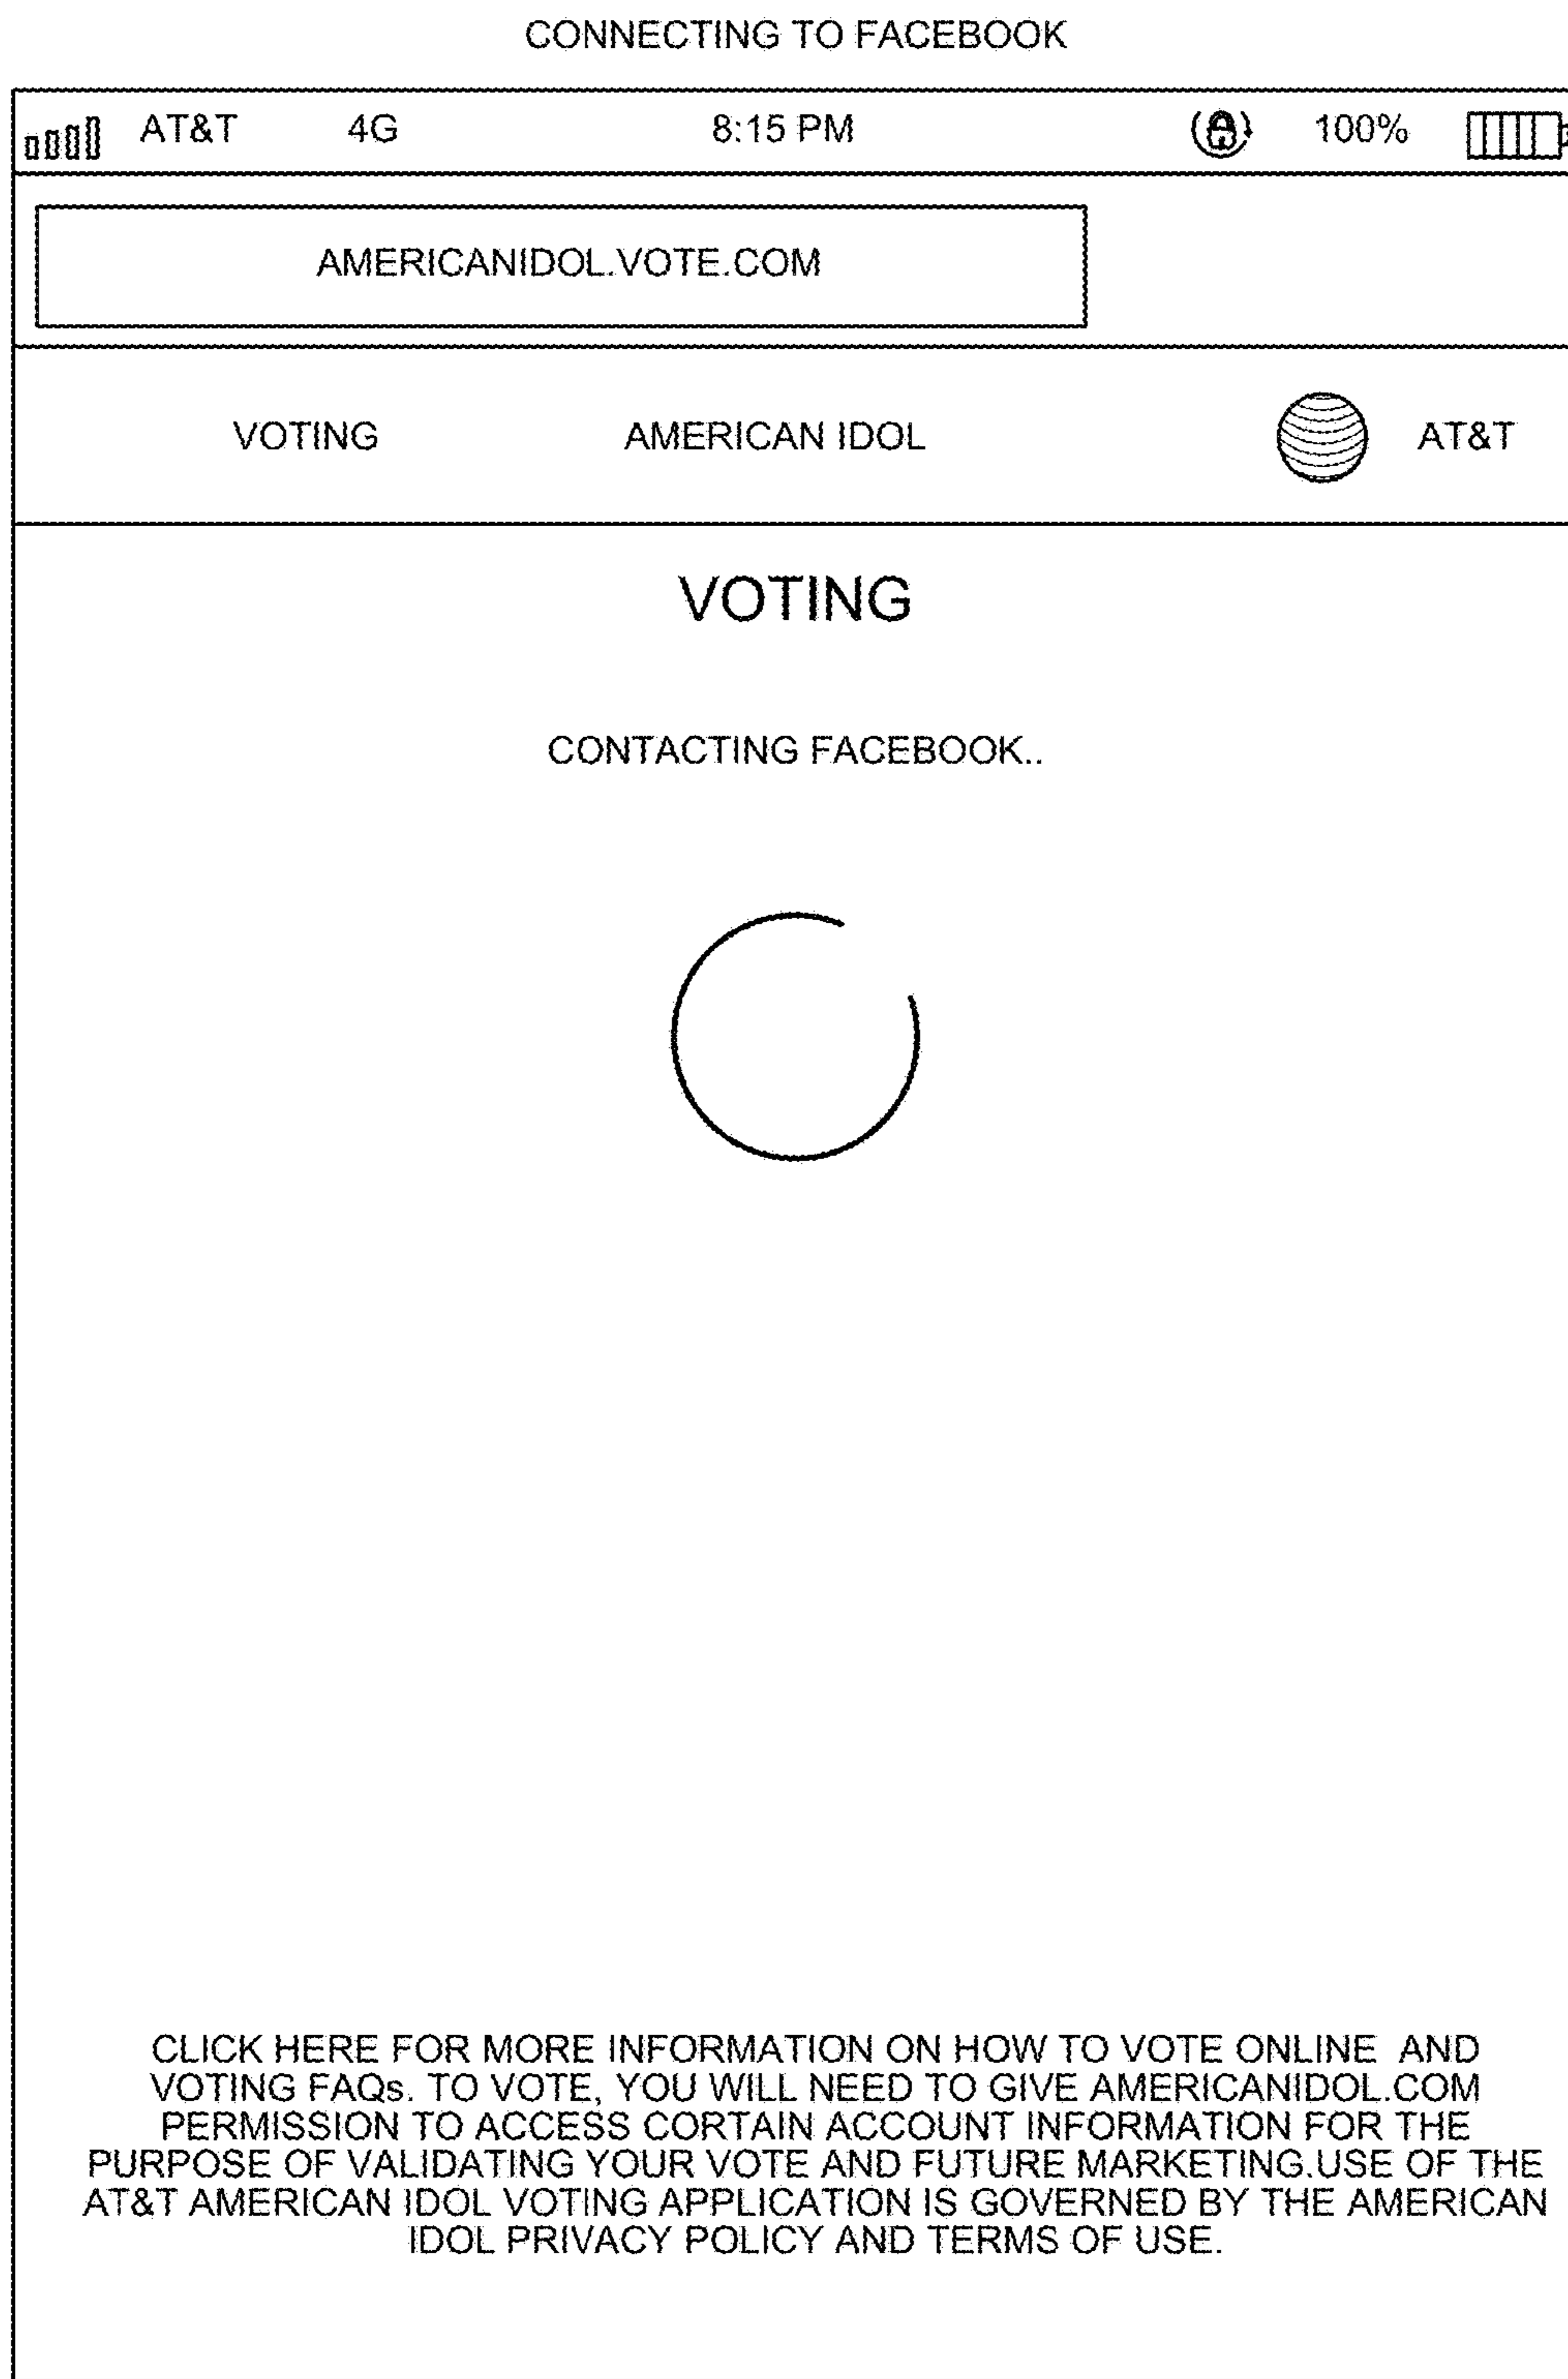 CONNECTING TO FACEBOOK
AT&T 4G 8:15 PM 100%
AMERICANIDOL.VOTE.COM
VOTING AMERICAN IDOL AT&T
VOTING
CONTACTING FACEBOOK..
CLICK HERE FOR MORE INFORMATION ON HOW TO VOTE ONLINE AND
VOTING FAQs. TO VOTE, YOU WILL NEED TO GIVE AMERICANIDOL.COM
PERMISSION TO ACCESS CORTAIN ACCOUNT INFORMATION FOR THE
PURPOSE OF VALIDATING YOUR VOTE AND FUTURE MARKETING.USE OF THE
AT&T AMERICAN IDOL VOTING APPLICATION IS GOVERNED BY THE AMERICAN
IDOL PRIVACY POLICY AND TERMS OF USE.